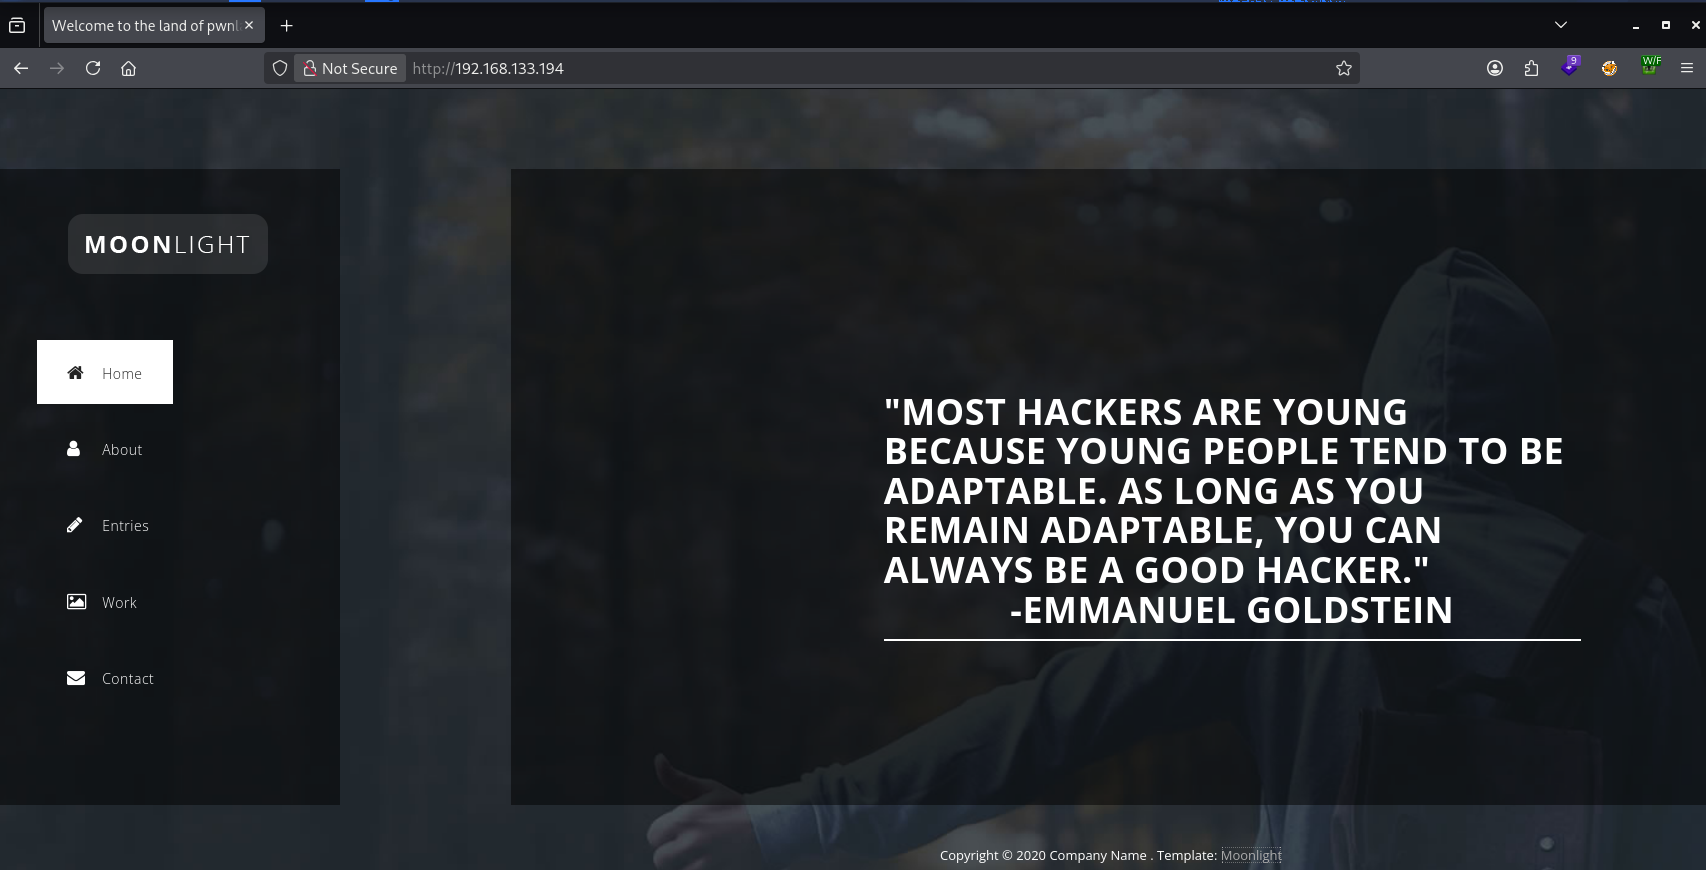 Welcome to the land of pwnl
Not Secure
http://192.168.133.194
9
W/F
MOONLIGHT
Home
About
Entries
Work
Contact
"MOST HACKERS ARE YOUNG
BECAUSE YOUNG PEOPLE TEND TO BE
ADAPTABLE. AS LONG AS YOU
REMAIN ADAPTABLE, YOU CAN
ALWAYS BE A GOOD HACKER."
-EMMANUEL GOLDSTEIN
Copyright © 2020 Company Name . Template: Moonlight